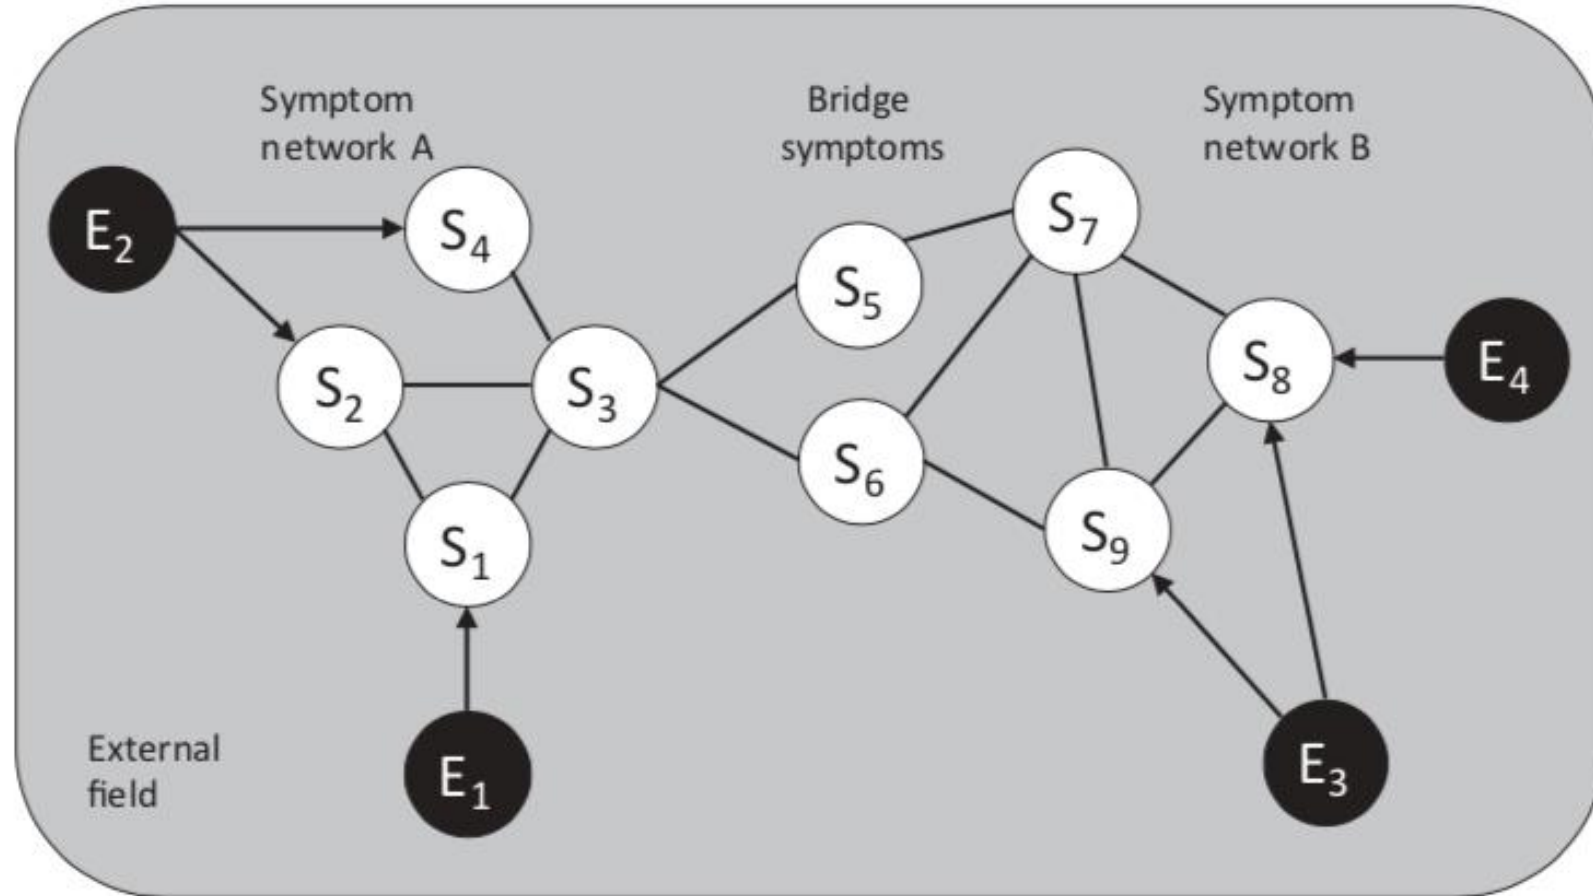 Symptom
network A
Bridge
symptoms
Symptom
network B
E2
S4
S7
S5
S8
E4
S2
S3
S6
S9
S1
External
field
E1
E3